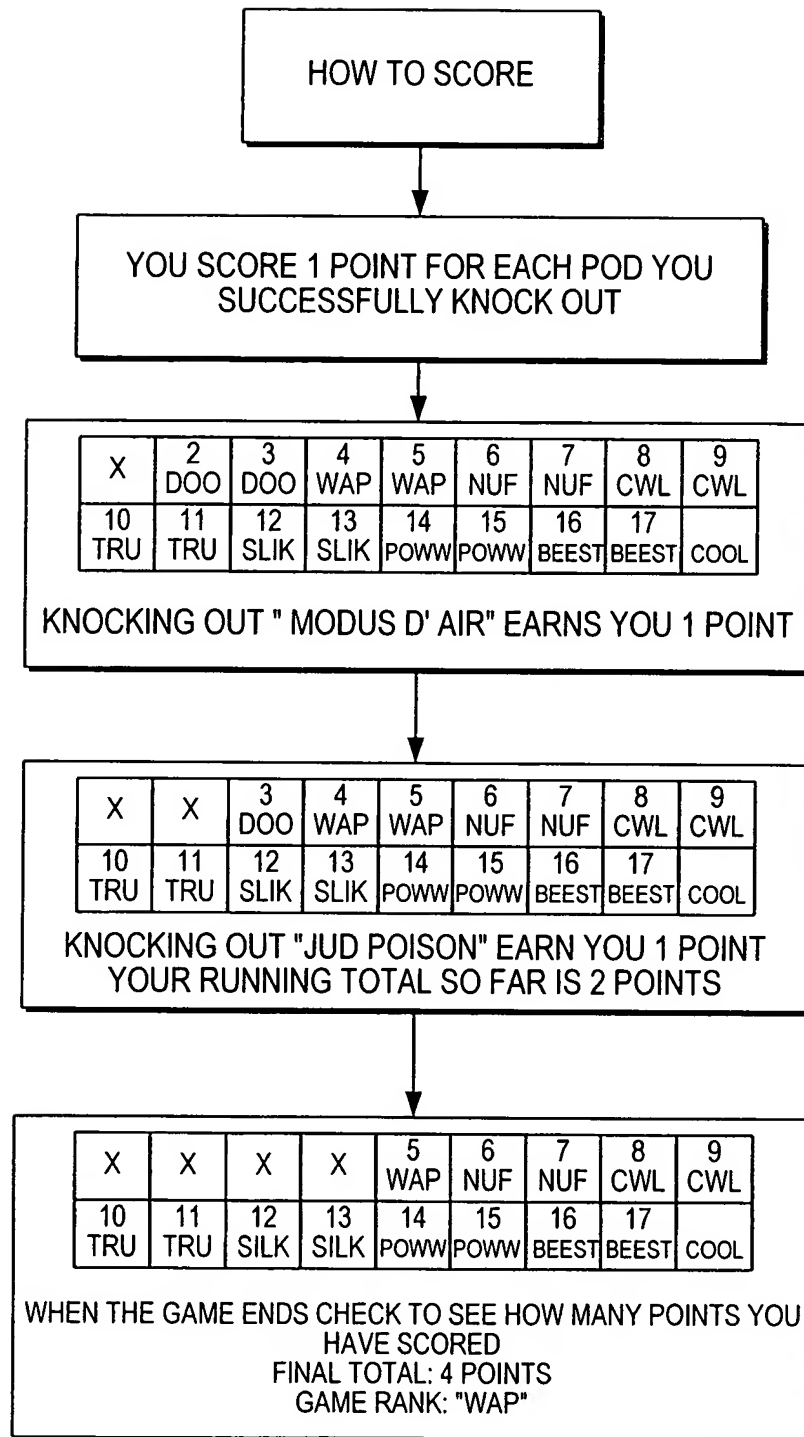 HOW TO SCORE
YOU SCORE 1 POINT FOR EACH POD YOU
SUCCESSFULLY KNOCK OUT
X 2 3 4 5 6 7 8 9
DOO DOO WAP WAP NUF NUF CWL CWL
10 11 12 13 14 15 16 17
TRU TRU SLIK SLIK POWW POWW BEEST BEEST COOL
KNOCKING OUT " MODUS D' AIR" EARNS YOU 1 POINT
X X 3 4 5 6 7 8 9
DOO WAP WAP NUF NUF CWL CWL
10 11 12 13 14 15 16 17
TRU TRU SLIK SLIK POWW POWW BEEST BEEST COOL
KNOCKING OUT "JUD POISON" EARN YOU 1 POINT
YOUR RUNNING TOTAL SO FAR IS 2 POINTS
X X X X 5 6 7 8 9
WAP NUF NUF CWL CWL
10 11 12 13 14 15 16 17
TRU TRU SILK SILK POWW POWW BEEST BEEST COOL
WHEN THE GAME ENDS CHECK TO SEE HOW MANY POINTS YOU
HAVE SCORED
FINAL TOTAL: 4 POINTS
GAME RANK: "WAP"